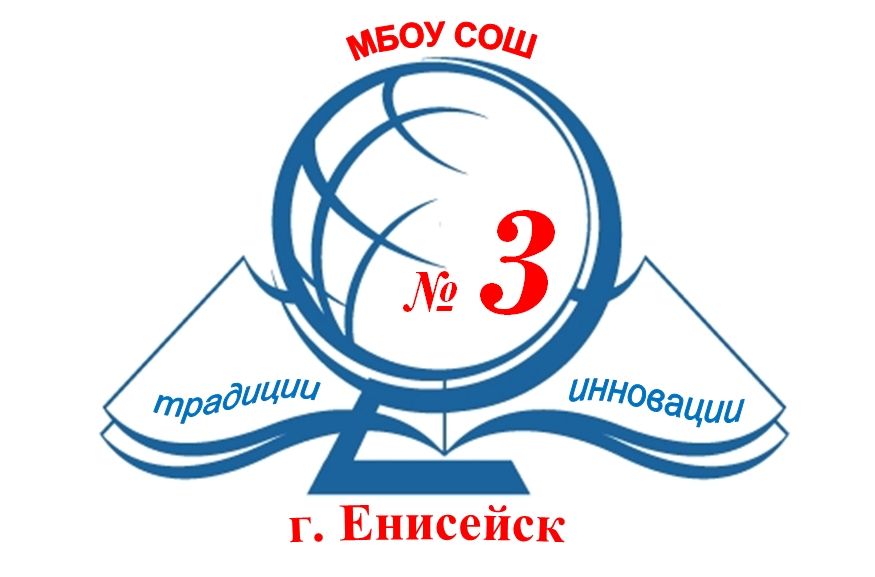 МБОУ СОШ
№ 3
традиции
инновации
г. Енисейск